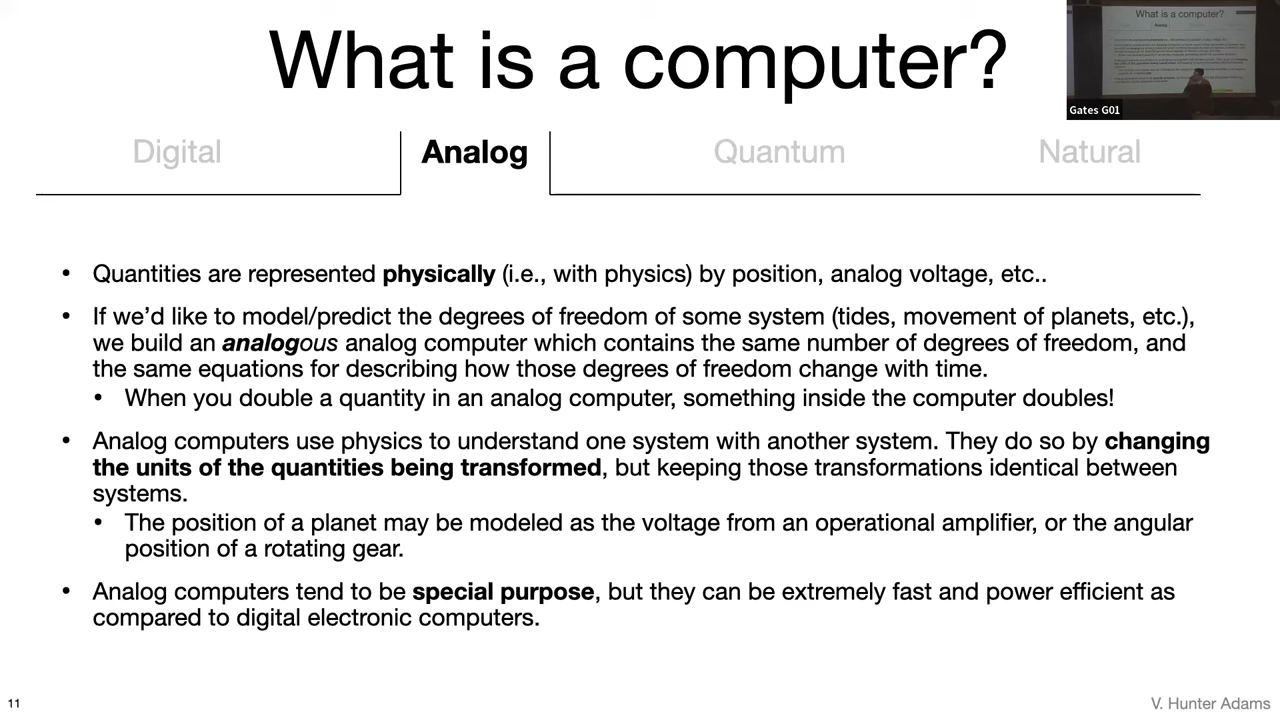 What is a computer?
What is a computer?
Analog
Gates G01
Digital
Analog
Quantum
Natural
• Quantities are represented physically (i.e., with physics) by position, analog voltage, etc..
• If we’d like to model/predict the degrees of freedom of some system (tides, movement of planets, etc.),
we build an analogous analog computer which contains the same number of degrees of freedom, and
the same equations for describing how those degrees of freedom change with time.
• When you double a quantity in an analog computer, something inside the computer doubles!
• Analog computers use physics to understand one system with another system. They do so by changing
the units of the quantities being transformed, but keeping those transformations identical between
systems.
• The position of a planet may be modeled as the voltage from an operational amplifier, or the angular
position of a rotating gear.
• Analog computers tend to be special purpose, but they can be extremely fast and power efficient as
compared to digital electronic computers.
11
V. Hunter Adams